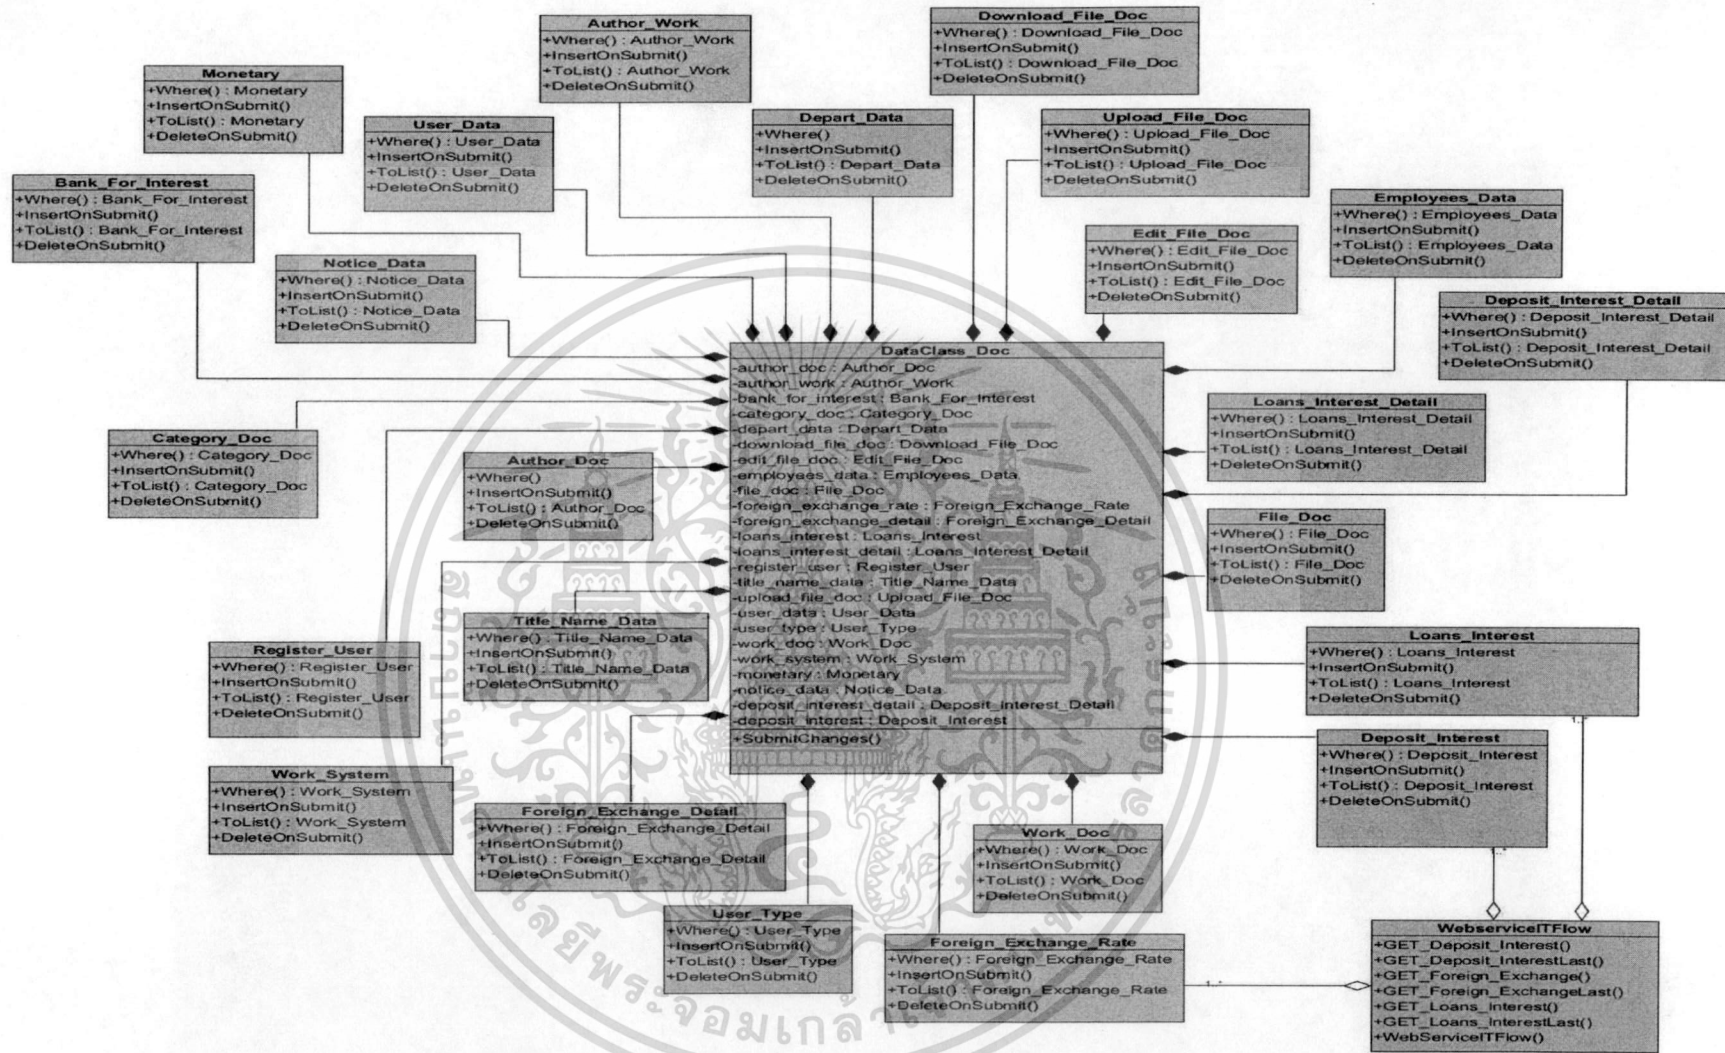 Author_Work
+Where() : Author_Work
+InsertOnSubmit()
+ToList() : Author_Work
+DeleteOnSubmit()
Download_File_Doc
+Where() : Download_File_Doc
+InsertOnSubmit()
+ToList() : Download_File_Doc
+DeleteOnSubmit()
Monetary
+Where() : Monetary
+InsertOnSubmit()
+ToList() : Monetary
+DeleteOnSubmit()
User_Data
+Where() : User_Data
+InsertOnSubmit()
+ToList() : User_Data
+DeleteOnSubmit()
Depart_Data
+Where()
+InsertOnSubmit()
+ToList() : Depart_Data
+DeleteOnSubmit()
Upload_File_Doc
+Where() : Upload_File_Doc
+InsertOnSubmit()
+ToList() : Upload_File_Doc
+DeleteOnSubmit()
Bank_For_Interest
+Where() : Bank_For_Interest
+InsertOnSubmit()
+ToList() : Bank_For_Interest
+DeleteOnSubmit()
Employees_Data
+Where() : Employees_Data
+InsertOnSubmit()
+ToList() : Employees_Data
+DeleteOnSubmit()
Edit_File_Doc
+Where() : Edit_File_Doc
+InsertOnSubmit()
+ToList() : Edit_File_Doc
+DeleteOnSubmit()
Notice_Data
+Where() : Notice_Data
+InsertOnSubmit()
+ToList() : Notice_Data
+DeleteOnSubmit()
Deposit_Interest_Detail
+Where() : Deposit_Interest_Detail
+InsertOnSubmit()
+ToList() : Deposit_Interest_Detail
+DeleteOnSubmit()
DataClass_Doc
-author_doc : Author_Doc
-author_work : Author_Work
-bank_for_interest : Bank_For_Interest
-category_doc : Category_Doc
-depart_data : Depart_Data
-download_file_doc : Download_File_Doc
-edit_file_doc : Edit_File_Doc
-employees_data : Employees_Data
-file_doc : File_Doc
-foreign_exchange_rate : Foreign_Exchange_Rate
-foreign_exchange_detail : Foreign_Exchange_Detail
-loans_interest : Loans_Interest
-loans_interest_detail : Loans_Interest_Detail
-register_user : Register_User
-title_name_data : Title_Name_Data
-upload_file_doc : Upload_File_Doc
-user_data : User_Data
-user_type : User_Type
-work_doc : Work_Doc
-work_system : Work_System
-monetary : Monetary
-notice_data : Notice_Data
-deposit_interest_detail : Deposit_Interest_Detail
-deposit_interest : Deposit_Interest
+SubmitChanges()
Loans_Interest_Detail
+Where() : Loans_Interest_Detail
+InsertOnSubmit()
+ToList() : Loans_Interest_Detail
+DeleteOnSubmit()
Category_Doc
+Where() : Category_Doc
+InsertOnSubmit()
+ToList() : Category_Doc
+DeleteOnSubmit()
Author_Doc
+Where()
+InsertOnSubmit()
+ToList() : Author_Doc
+DeleteOnSubmit()
File_Doc
+Where() : File_Doc
+InsertOnSubmit()
+ToList() : File_Doc
+DeleteOnSubmit()
Title_Name_Data
+Where() : Title_Name_Data
+InsertOnSubmit()
+ToList() : Title_Name_Data
+DeleteOnSubmit()
Register_User
+Where() : Register_User
+InsertOnSubmit()
+ToList() : Register_User
+DeleteOnSubmit()
Loans_Interest
+Where() : Loans_Interest
+InsertOnSubmit()
+ToList() : Loans_Interest
+DeleteOnSubmit()
Deposit_Interest
+Where() : Deposit_Interest
+InsertOnSubmit()
+ToList() : Deposit_Interest
+DeleteOnSubmit()
Work_System
+Where() : Work_System
+InsertOnSubmit()
+ToList() : Work_System
+DeleteOnSubmit()
Foreign_Exchange_Detail
+Where() : Foreign_Exchange_Detail
+InsertOnSubmit()
+ToList() : Foreign_Exchange_Detail
+DeleteOnSubmit()
Work_Doc
+Where() : Work_Doc
+InsertOnSubmit()
+ToList() : Work_Doc
+DeleteOnSubmit()
User_Type
+Where() : User_Type
+InsertOnSubmit()
+ToList() : User_Type
+DeleteOnSubmit()
Foreign_Exchange_Rate
+Where() : Foreign_Exchange_Rate
+InsertOnSubmit()
+ToList() : Foreign_Exchange_Rate
+DeleteOnSubmit()
WebserviceITFlow
+GET_Deposit_Interest()
+GET_Deposit_InterestLast()
+GET_Foreign_Exchange()
+GET_Foreign_ExchangeLast()
+GET_Loans_Interest()
+GET_Loans_InterestLast()
+WebServiceITFlow()